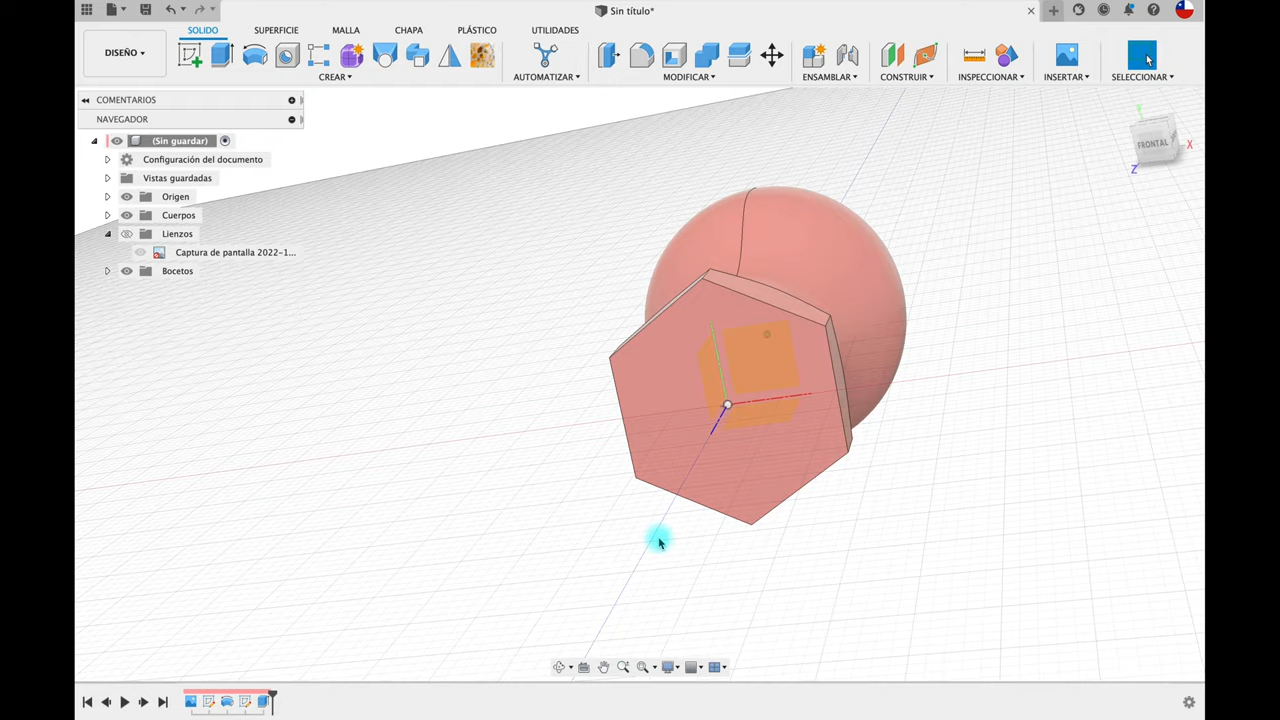 Sin título*
SOLIDO SUPERFICIE MALLA CHAPA PLÁSTICO UTILIDADES
DISEÑO
CREAR AUTOMATIZAR MODIFICAR ENSAMBLAR CONSTRUIR INSPECCIONAR INSERTAR SELECCIONAR
COMENTARIOS
NAVEGADOR
(Sin guardar)
Configuración del documento
Vistas guardadas
Origen
Cuerpos
Lienzos
Captura de pantalla 2022-1...
Bocetos
Y
FRONTAL
X
Z